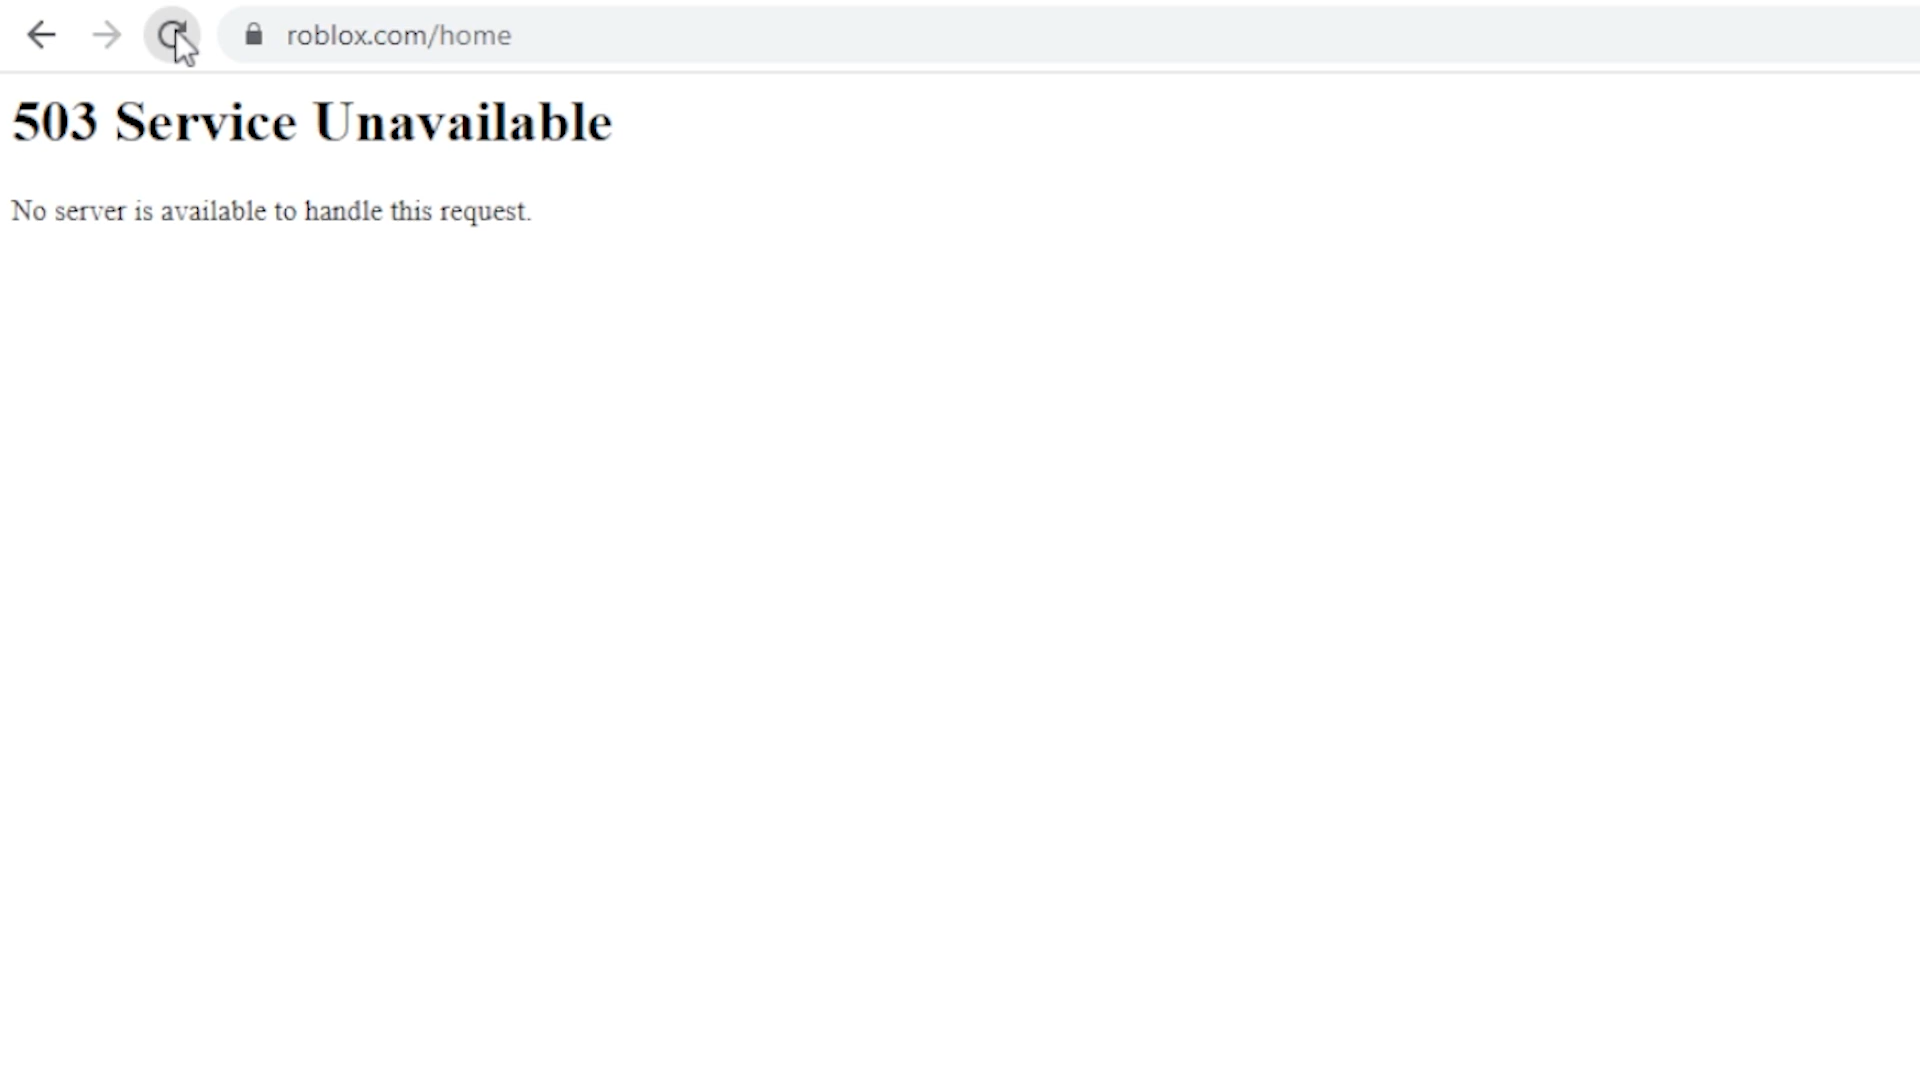 roblox.com/home
503 Service Unavailable
No server is available to handle this request.